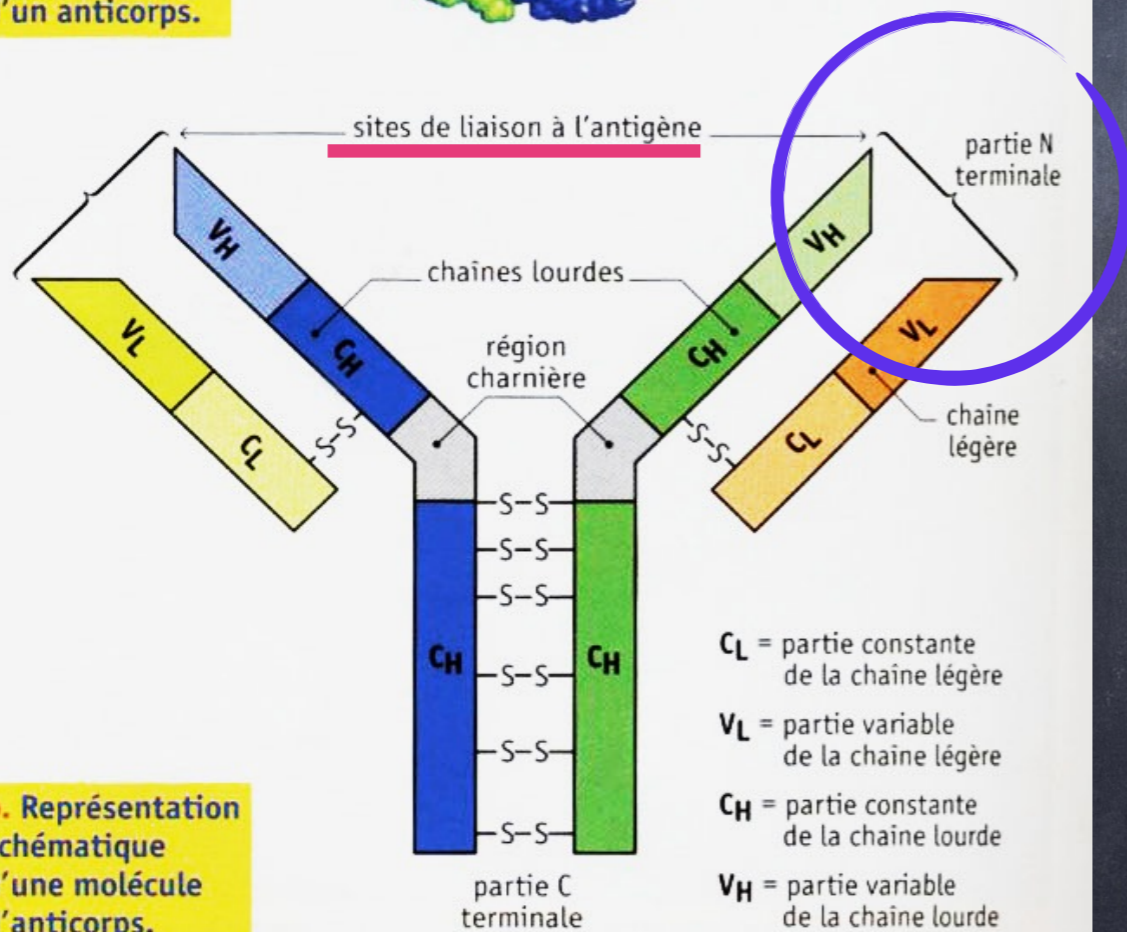 'un anticorps.
sites de liaison à l'antigène
partie N
terminale
VH
VH
chaînes lourdes
VL
VL
CH
CH
région
charnière
chaîne
légère
CL
CL
S-S
S-S
-S-S-
-S-S-
-S-S-
CH
CH
-S-S-
-S-S-
-S-S-
CL = partie constante
de la chaîne légère
VL = partie variable
de la chaîne légère
CH = partie constante
de la chaîne lourde
VH = partie variable
de la chaîne lourde
partie C
terminale
. Représentation
chématique
'une molécule
'anticorps.